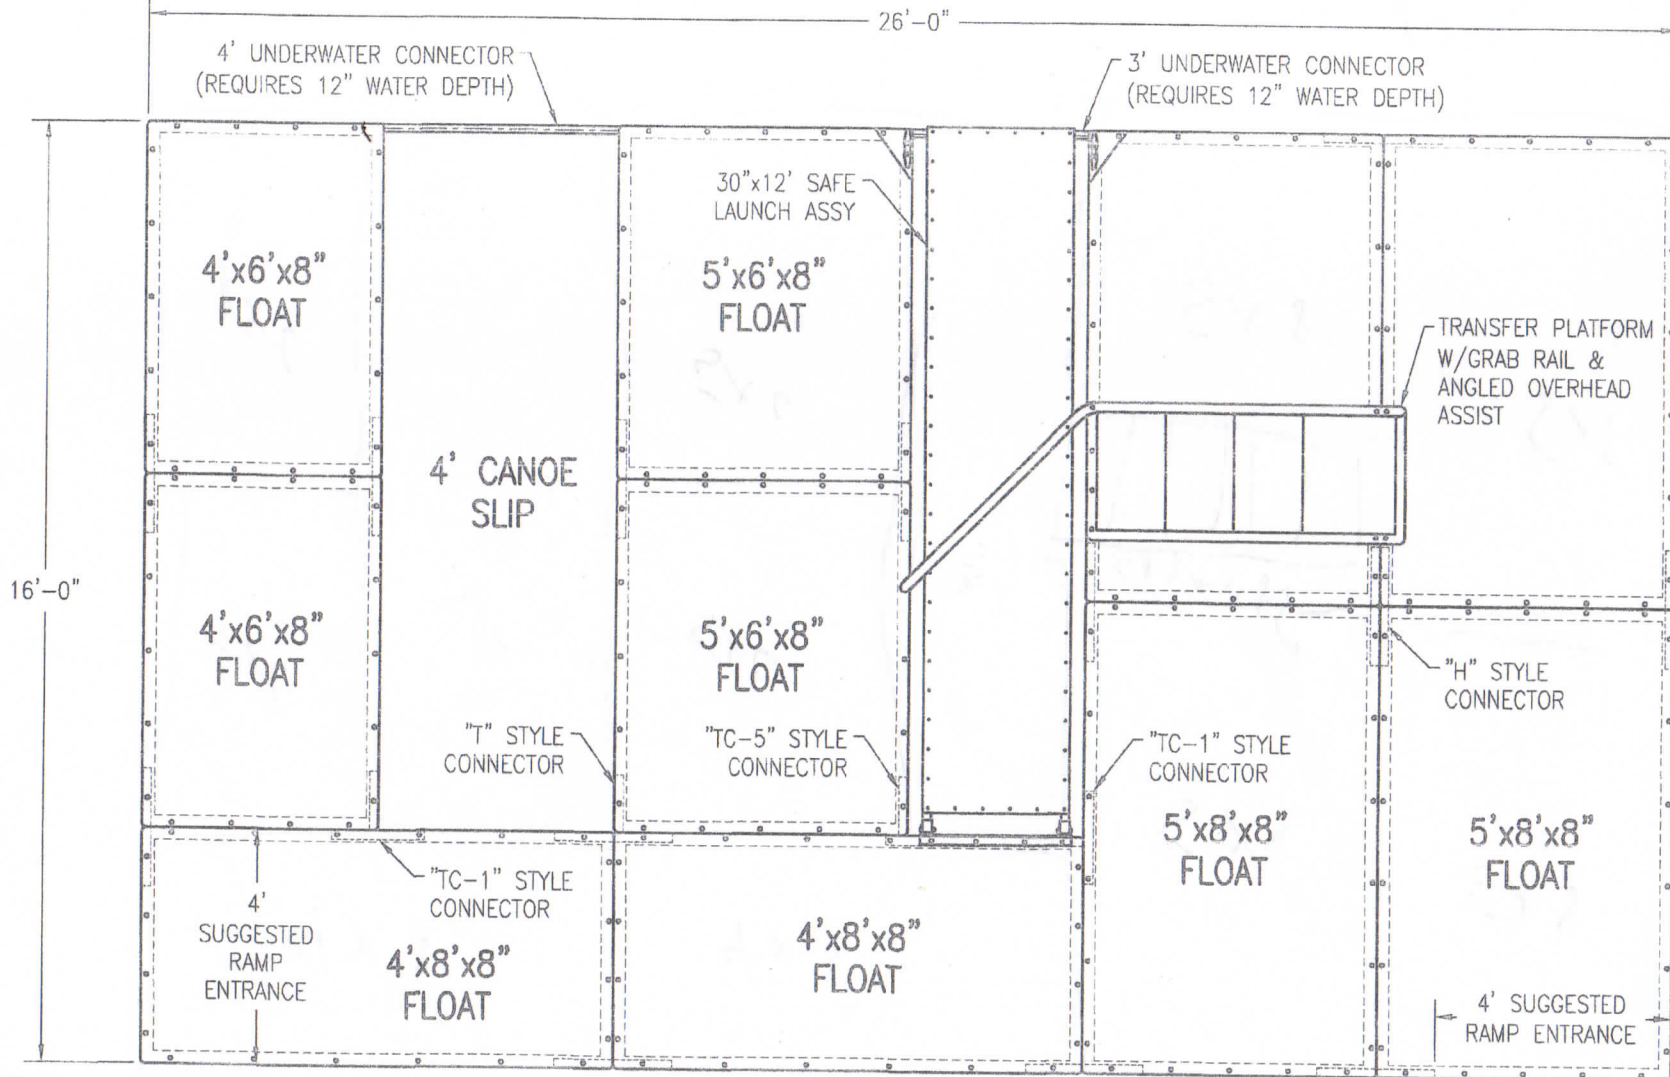 26'-0"
4' UNDERWATER CONNECTOR
(REQUIRES 12" WATER DEPTH)
3' UNDERWATER CONNECTOR
(REQUIRES 12" WATER DEPTH)
30"x12' SAFE
LAUNCH ASSY
4'x6'x8"
FLOAT
5'x6'x8"
FLOAT
TRANSFER PLATFORM
W/GRAB RAIL &
ANGLED OVERHEAD
ASSIST
4' CANOE
SLIP
16'-0"
4'x6'x8"
FLOAT
5'x6'x8"
FLOAT
"H" STYLE
CONNECTOR
"T" STYLE
CONNECTOR
"TC-5" STYLE
CONNECTOR
"TC-1" STYLE
CONNECTOR
5'x8'x8"
FLOAT
5'x8'x8"
FLOAT
"TC-1" STYLE
CONNECTOR
4'
SUGGESTED
RAMP
ENTRANCE
4'x8'x8"
FLOAT
4'x8'x8"
FLOAT
4' SUGGESTED
RAMP ENTRANCE